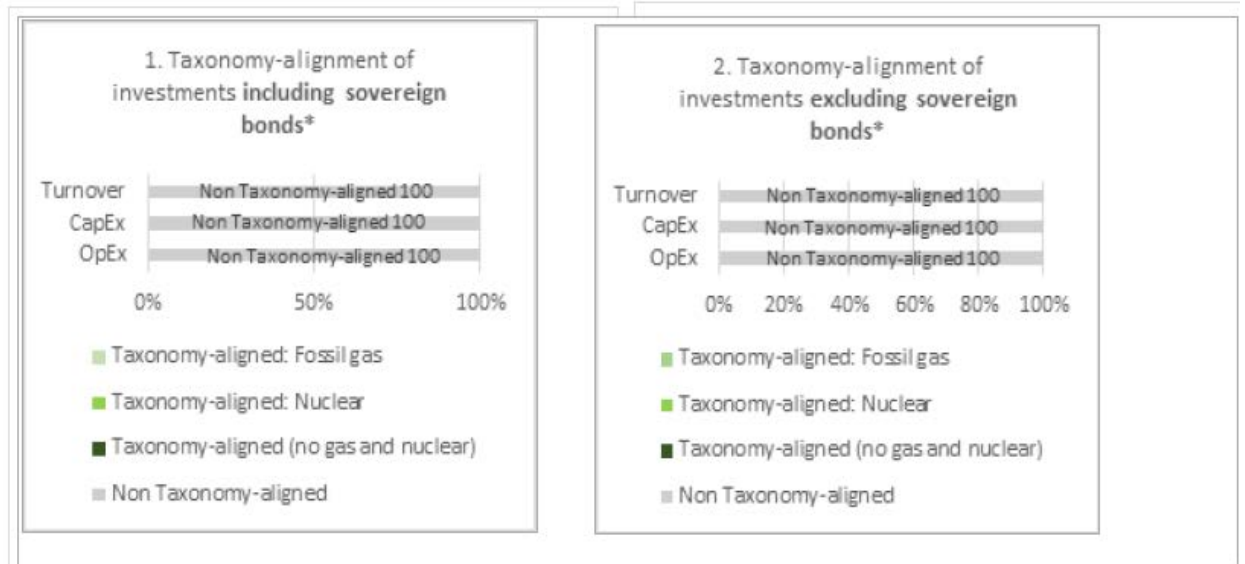 1. Taxonomy-alignment of
investments including sovereign
bonds*
Turnover
Non Taxonomy-aligned 100
CapEx
Non Taxonomy-aligned 100
OpEx
Non Taxonomy-aligned 100
0% 50% 100%
Taxonomy-aligned: Fossil gas
Taxonomy-aligned: Nuclear
Taxonomy-aligned (no gas and nuclear)
Non Taxonomy-aligned
2. Taxonomy-alignment of
investments excluding sovereign
bonds*
Turnover
Non Taxonomy-aligned 100
CapEx
Non Taxonomy-aligned 100
OpEx
Non Taxonomy-aligned 100
0% 20% 40% 60% 80% 100%
Taxonomy-aligned: Fossil gas
Taxonomy-aligned: Nuclear
Taxonomy-aligned (no gas and nuclear)
Non Taxonomy-aligned